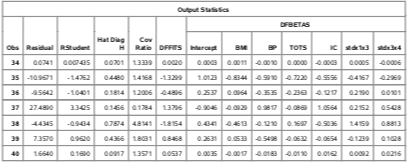 Output Statistics
DFBETAS
Obs Residual RStudent Hat Diag H Cov Ratio DFFITS Intercept BMI BP TOTS IC stdx1x3 stdx3x4
34 0.0741 0.007435 0.0701 1.3339 0.0020 0.0003 0.0011 -0.0010 0.0000 -0.0003 0.0005 -0.0006
35 -10.9671 -1.4762 0.4480 1.4168 -1.3299 1.0123 -0.8344 -0.5910 -0.7220 -0.5556 -0.4167 -0.2969
36 -9.5642 -1.0401 0.1814 1.2006 -0.4896 0.2537 0.0964 -0.3535 -0.2363 -0.1217 0.2190 0.0101
37 27.4890 3.3425 0.1456 0.1784 1.3796 -0.9046 -0.0929 0.9817 -0.0869 1.0564 0.2152 0.5428
38 -4.4345 -0.9434 0.7874 4.8141 -1.8154 0.4341 -0.4613 -0.1210 0.1697 -0.5036 1.4159 0.8813
39 7.3570 0.9620 0.4366 1.8031 0.8468 0.2631 0.0533 -0.5498 -0.0632 -0.0654 -0.1239 0.1028
40 1.6640 0.1690 0.0917 1.3571 0.0537 0.0035 -0.0017 -0.0183 -0.0110 0.0162 0.0092 -0.0216